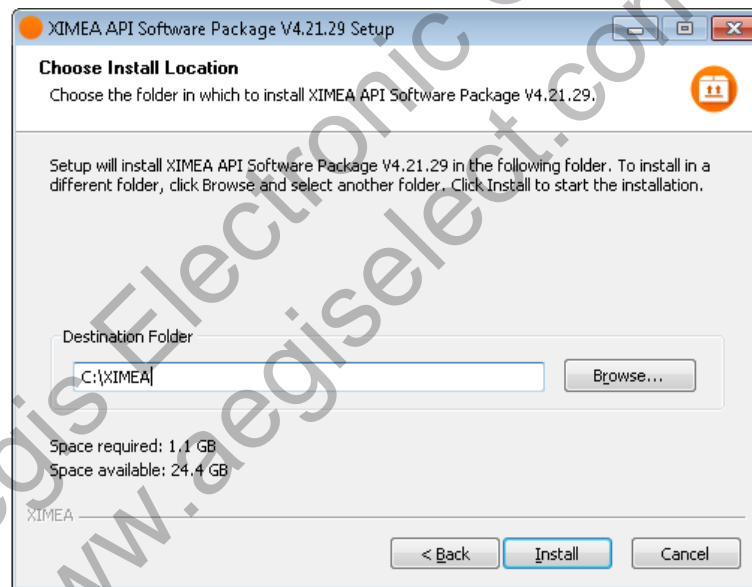 XIMEA API Software Package V4.21.29 Setup
Choose Install Location
Choose the folder in which to install XIMEA API Software Package V4.21.29.
Setup will install XIMEA API Software Package V4.21.29 in the following folder. To install in a
different folder, click Browse and select another folder. Click Install to start the installation.
Destination Folder
C:\XIMEA
Browse...
Space required: 1.1 GB
Space available: 24.4 GB
XIMEA
< Back
Install
Cancel
Electronic
www.aegiselect.com